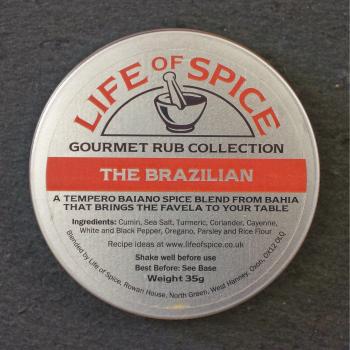 LIFE OF SPICE
GOURMET RUB COLLECTION
THE BRAZILIAN
A TEMPERO BAIANO SPICE BLEND FROM BAHIA
THAT BRINGS THE FAVELA TO YOUR TABLE
Ingredients: Cumin, Sea Salt, Turmeric, Coriander, Cayenne,
White and Black Pepper, Oregano, Parsley and Rice Flour
Recipe ideas at www.lifeofspice.co.uk
Shake well before use
Best Before: See Base
Weight 35g
Blended by Life of Spice, Rowan House, North Green, West Hanney, Oxon, OX12 0LQ